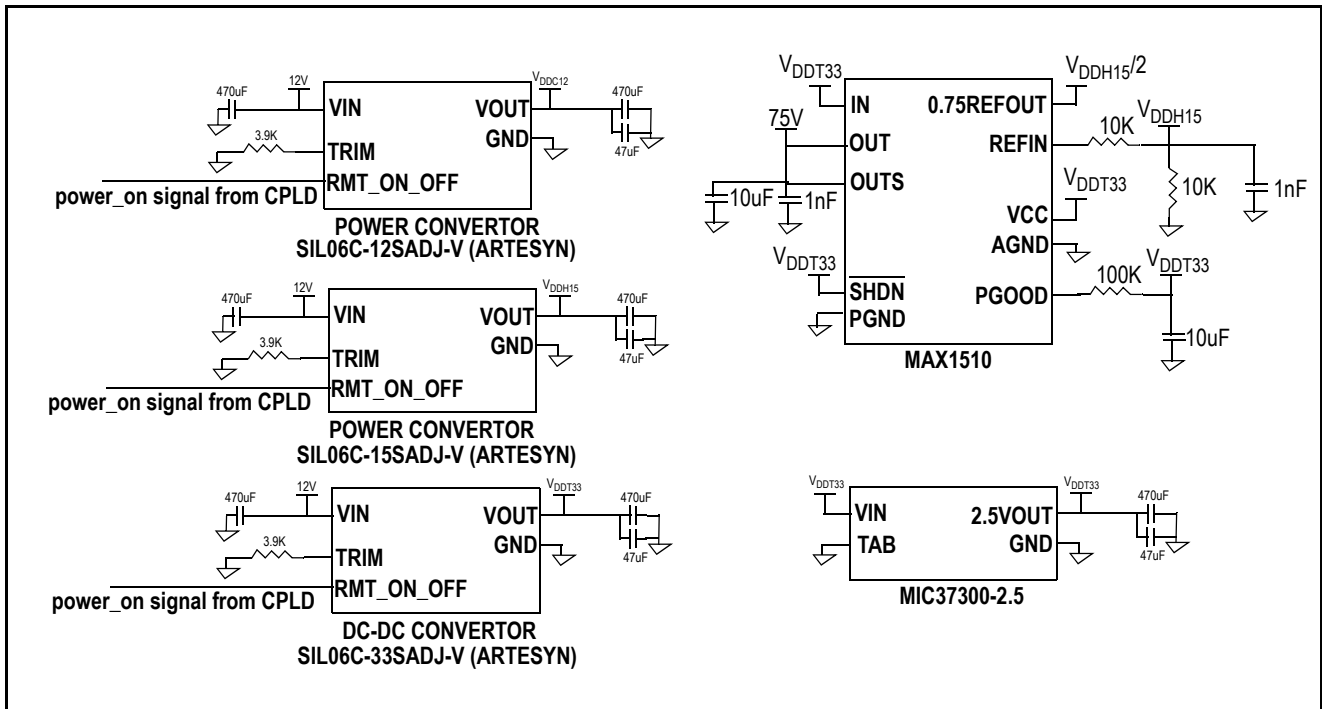 470uF
12V
VIN
VOUT
VDDC12
470uF
47uF
GND
3.9K
TRIM
RMT_ON_OFF
power_on signal from CPLD
POWER CONVERTOR
SIL06C-12SADJ-V (ARTESYN)
470uF
12V
VIN
VOUT
VDDH15
470uF
47uF
GND
3.9K
TRIM
RMT_ON_OFF
power_on signal from CPLD
POWER CONVERTOR
SIL06C-15SADJ-V (ARTESYN)
470uF
12V
VIN
VOUT
VDDT33
470uF
47uF
GND
3.9K
TRIM
RMT_ON_OFF
power_on signal from CPLD
DC-DC CONVERTOR
SIL06C-33SADJ-V (ARTESYN)
VDDT33
IN
0.75REFOUT
VDDH15/2
75V
OUT
REFIN
10K
VDDH15
OUTS
10uF
1nF
10K
1nF
VDDT33
VCC
AGND
VDDT33
SHDN
PGND
PGOOD
100K
VDDT33
10uF
MAX1510
VDDT33
VIN
2.5VOUT
VDDT33
470uF
47uF
TAB
GND
MIC37300-2.5